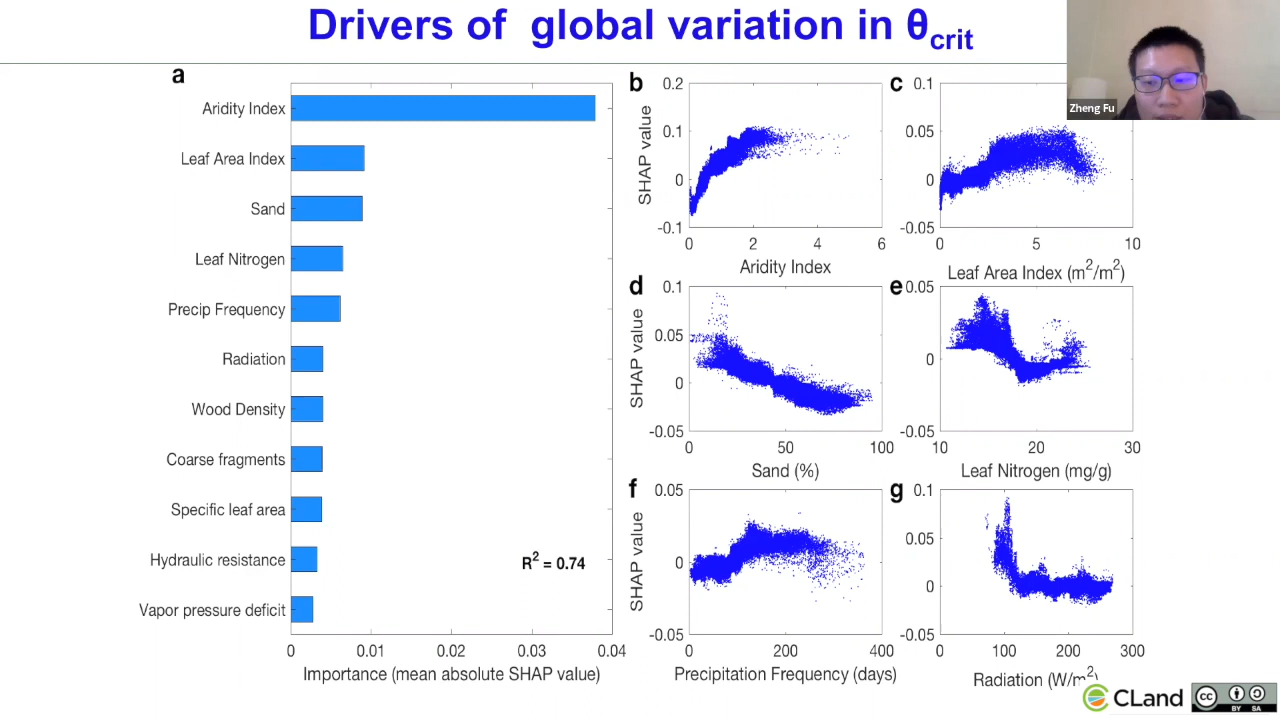 Drivers of global variation in θcrit
Zheng Fu
a
Aridity Index
Leaf Area Index
Sand
Leaf Nitrogen
Precip Frequency
Radiation
Wood Density
Coarse fragments
Specific leaf area
Hydraulic resistance
Vapor pressure deficit
R2 = 0.74
0 0.01 0.02 0.03 0.04
Importance (mean absolute SHAP value)
b
SHAP value
0.2
0.1
0
-0.1
0 2 4 6
Aridity Index
c
0.1
0.05
0
-0.05
0 5 10
Leaf Area Index (m2/m2)
d
SHAP value
0.1
0.05
0
-0.05
0 50 100
Sand (%)
e
0.05
0
-0.05
10 20 30
Leaf Nitrogen (mg/g)
f
SHAP value
0.05
0
-0.05
0 200 400
Precipitation Frequency (days)
g
0.1
0.05
0
-0.05
0 100 200 300
Radiation (W/m2)
CLand
cc
BY SA